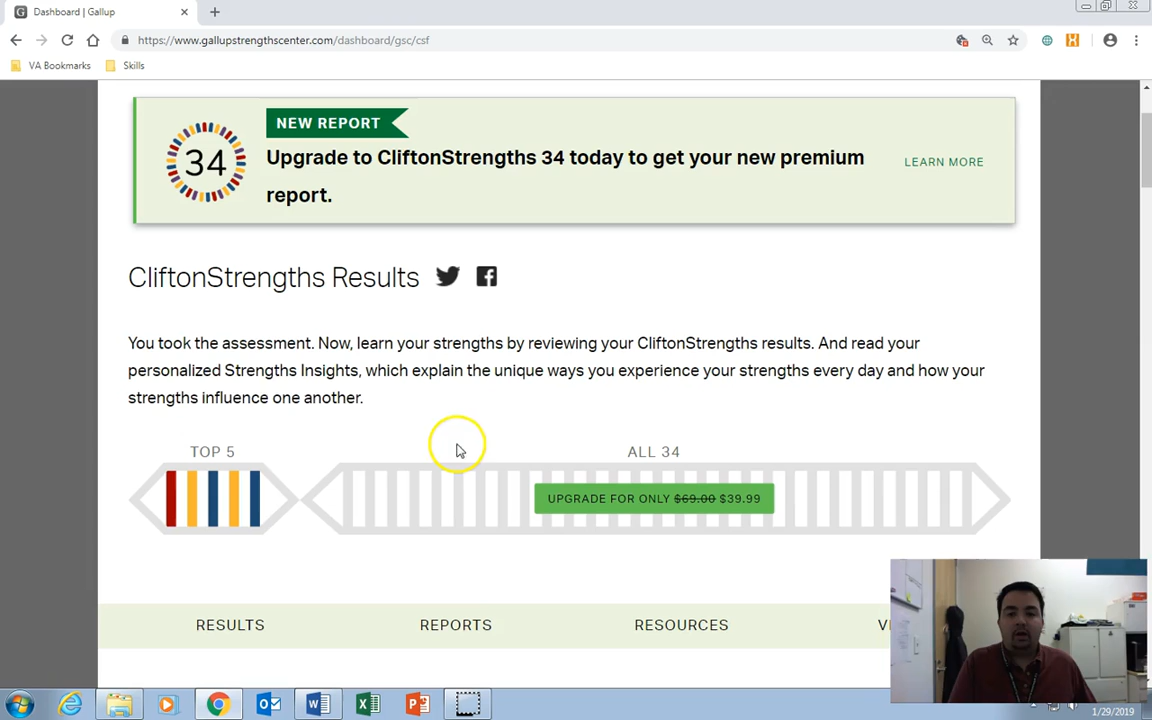 Dashboard | Gallup
https://www.gallupstrengthscenter.com/dashboard/gsc/csf
VA Bookmarks Skills
NEW REPORT
34
Upgrade to CliftonStrengths 34 today to get your new premium
report.
LEARN MORE
CliftonStrengths Results
You took the assessment. Now, learn your strengths by reviewing your CliftonStrengths results. And read your
personalized Strengths Insights, which explain the unique ways you experience your strengths every day and how your
strengths influence one another.
TOP 5 ALL 34
UPGRADE FOR ONLY $69.00 $39.99
RESULTS REPORTS RESOURCES
1/29/2019